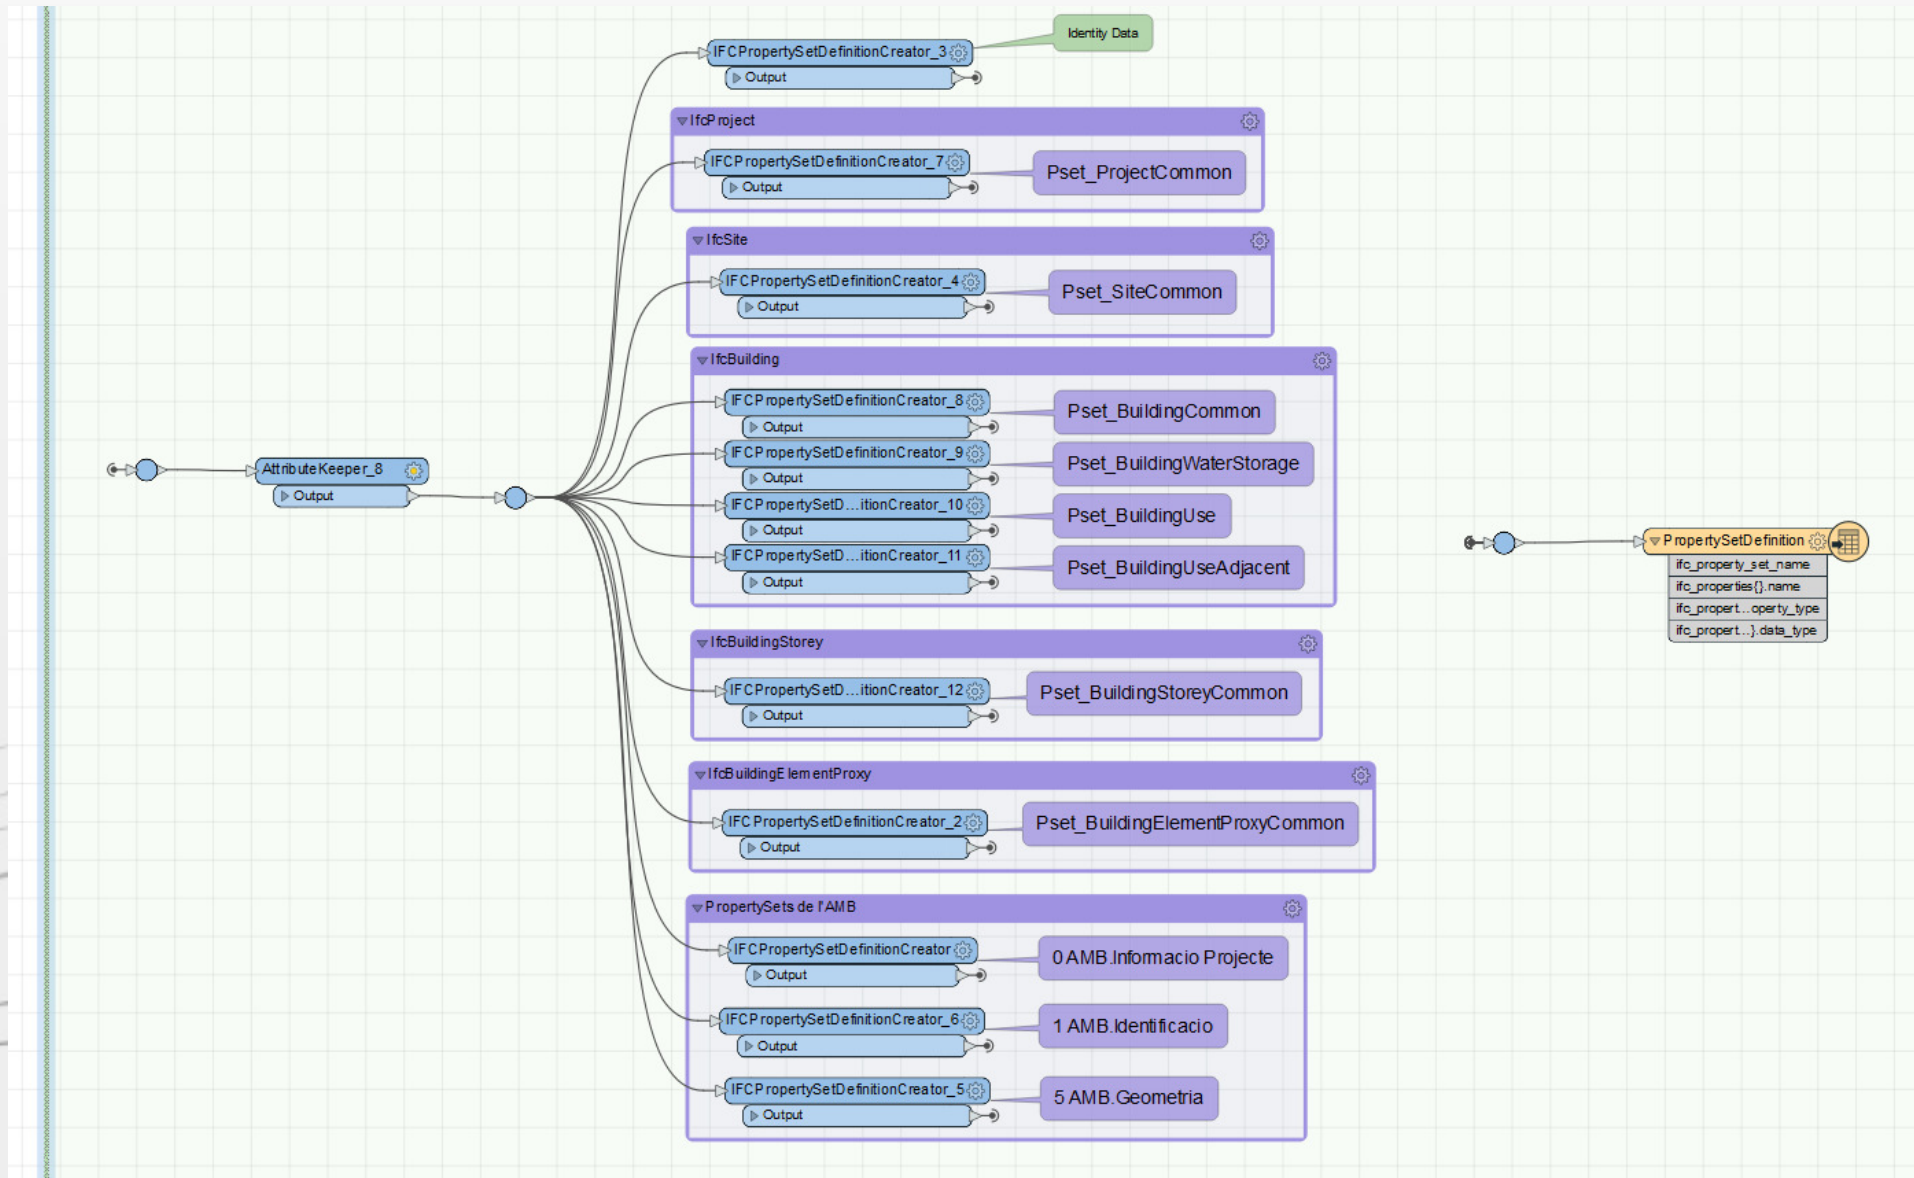 Identity Data
IFCPropertySetDefinitionCreator_3
Output
IfcProject
IFCPropertySetDefinitionCreator_7
Output
Pset_ProjectCommon
IfcSite
IFCPropertySetDefinitionCreator_4
Output
Pset_SiteCommon
IfcBuilding
IFCPropertySetDefinitionCreator_8
Output
Pset_BuildingCommon
IFCPropertySetDefinitionCreator_9
Output
Pset_BuildingWaterStorage
IFCPropertySetD...itionCreator_10
Output
Pset_BuildingUse
IFCPropertySetD...itionCreator_11
Output
Pset_BuildingUseAdjacent
AttributeKeeper_8
Output
PropertySetDefinition
ifc_property_set_name
ifc_properties{}.name
ifc_propert...operty_type
ifc_propert...}.data_type
IfcBuildingStorey
IFCPropertySetD...itionCreator_12
Output
Pset_BuildingStoreyCommon
IfcBuildingElementProxy
IFCPropertySetDefinitionCreator_2
Output
Pset_BuildingElementProxyCommon
PropertySets de l'AMB
IFCPropertySetDefinitionCreator
Output
0 AMB.Informacio Projecte
IFCPropertySetDefinitionCreator_6
Output
1 AMB.Identificacio
IFCPropertySetDefinitionCreator_5
Output
5 AMB.Geometria